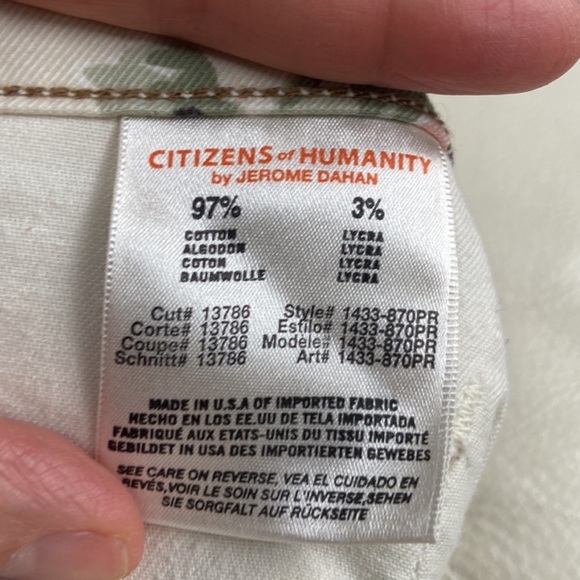 CITIZENS of HUMANITY
by JEROME DAHAN
97% 3%
COTTON LYCRA
ALGODON LYCRA
COTON LYCRA
BAUMWOLLE LYCRA
Cut# 13786 Style# 1433-870PR
Corte# 13786 Estilo# 1433-870PR
Coupe# 13786 Modèle# 1433-870PR
Schnitt# 13786 Art# 1433-870PR
MADE IN U.S.A OF IMPORTED FABRIC
HECHO EN LOS EE.UU DE TELA IMPORTADA
FABRIQUÉ AUX ETATS-UNIS DU TISSU IMPORTÉ
GEBILDET IN USA DES IMPORTIERTEN GEWEBES
SEE CARE ON REVERSE, VEA EL CUIDADO EN
REVÉS,VOIR LE SOIN SUR L'INVERSE,SEHEN
SIE SORGFALT AUF RÜCKSEITE